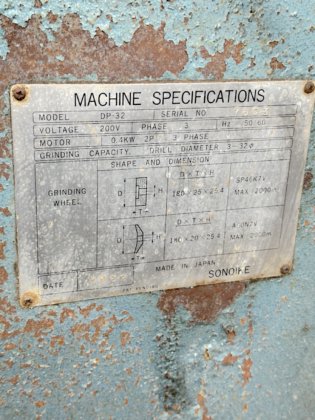 MACHINE SPECIFICATIONS
MODEL DP-32 SERIAL NO
VOLTAGE 200V PHASE Hz 50/60
MOTOR 0.4KW 2P 3 PHASE
GRINDING CAPACITY DRILL DIAMETER 3-32φ
SHAPE AND DIMENSION
GRINDING WHEEL
D×T×H
D H T
180×25×25.4
MAX
D×T×H
D H T
180×20×25.4
MAX
MADE IN JAPAN
DATE SONOIKE